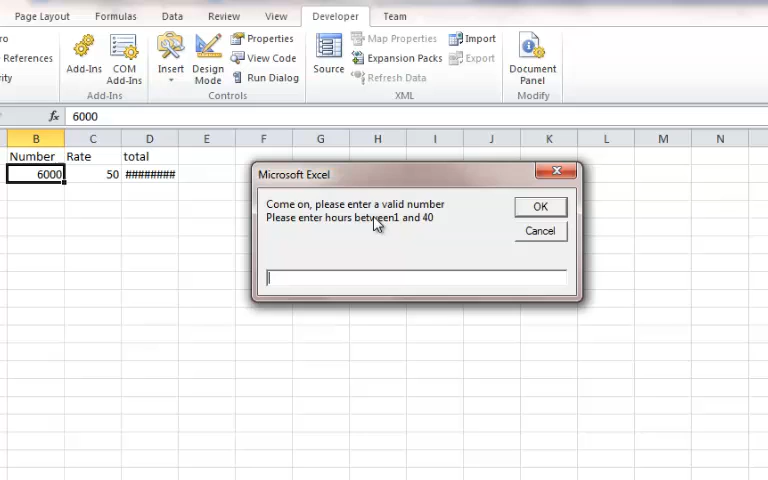 Page Layout Formulas Data Review View Developer Team
ro References ity
Add-Ins COM Add-Ins
Add-Ins
Insert Design Mode Properties View Code Run Dialog
Controls
Source Map Properties Expansion Packs Refresh Data Import Export
XML
Document Panel
Modify
fx 6000
B C D E F G H I J K L M N
Number Rate total
6000 50 ########
Microsoft Excel
Come on, please enter a valid number
Please enter hours between1 and 40
OK
Cancel